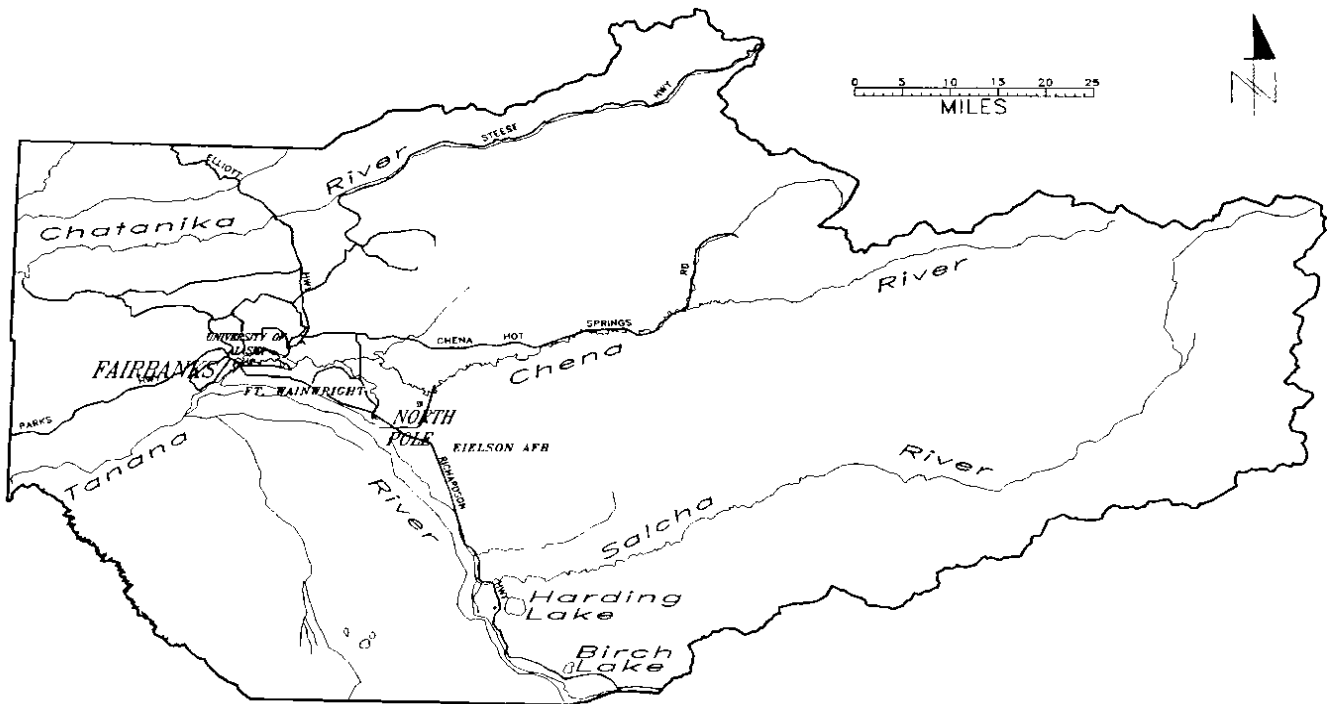 0 5 10 15 20 25
MILES
N
HWY
STEESE
River
ELLIOTT
Chatanika
HWY
RD
River
SPRINGS
HOT
CHENA
Chena
UNIVERSITY OF
ALASKA
FAIRBANKS
HWY
FT. WAINWRIGHT
PARKS
NORTH
POLE
EIELSON AFB
Tanana
River
RICHARDSON
River
Salcha
HWY
Harding
Lake
Birch
Lake